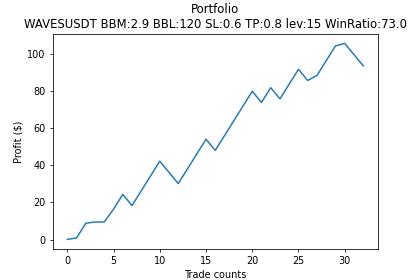 Portfolio
WAVESUSDT BBM:2.9 BBL:120 SL:0.6 TP:0.8 lev:15 WinRatio:73.0
100
80
60
40
20
0
Profit ($)
0 5 10 15 20 25 30
Trade counts